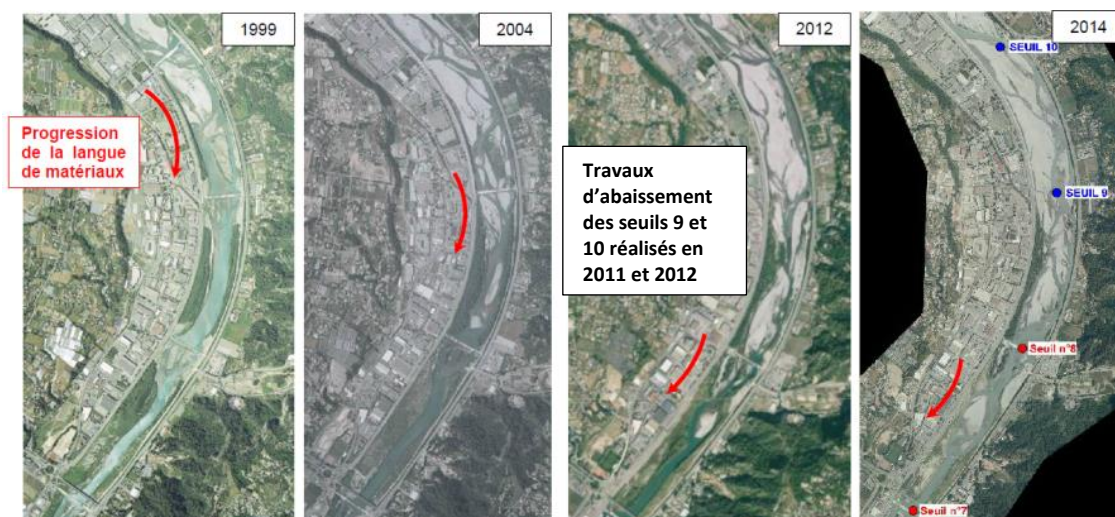 1999
2004
2012
2014
Progression
de la langue
de matériaux
Travaux
d’abaissement
des seuils 9 et
10 réalisés en
2011 et 2012
SEUIL 10
SEUIL 9
Seuil n°8
Seuil n°7